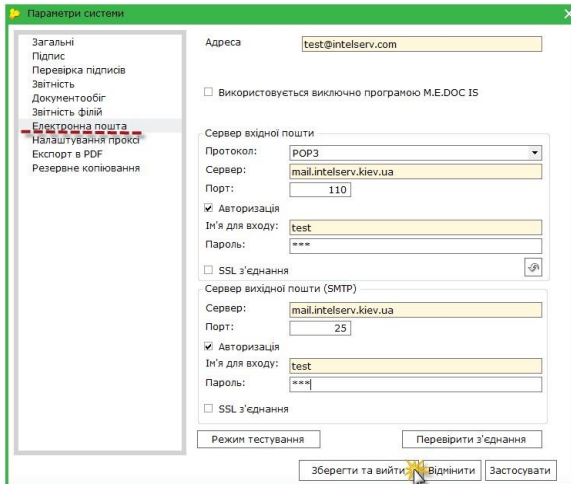 Параметри системи
Загальні
Підпис
Перевірка підписів
Звітність
Документообіг
Звітність філій
Електронна пошта
Налаштування проксі
Експорт в PDF
Резервне копіювання
Адреса test@intelserv.com
Використовується виключно програмою M.E.DOC IS
Сервер вхідної пошти
Протокол: POP3
Сервер: mail.intelserv.kiev.ua
Порт: 110
Авторизація
Ім'я для входу: test
Пароль: ***
SSL з'єднання
Сервер вихідної пошти (SMTP)
Сервер: mail.intelserv.kiev.ua
Порт: 25
Авторизація
Ім'я для входу: test
Пароль: ***
SSL з'єднання
Режим тестування Перевірити з'єднання
Зберегти та вийти Відмінити Застосувати